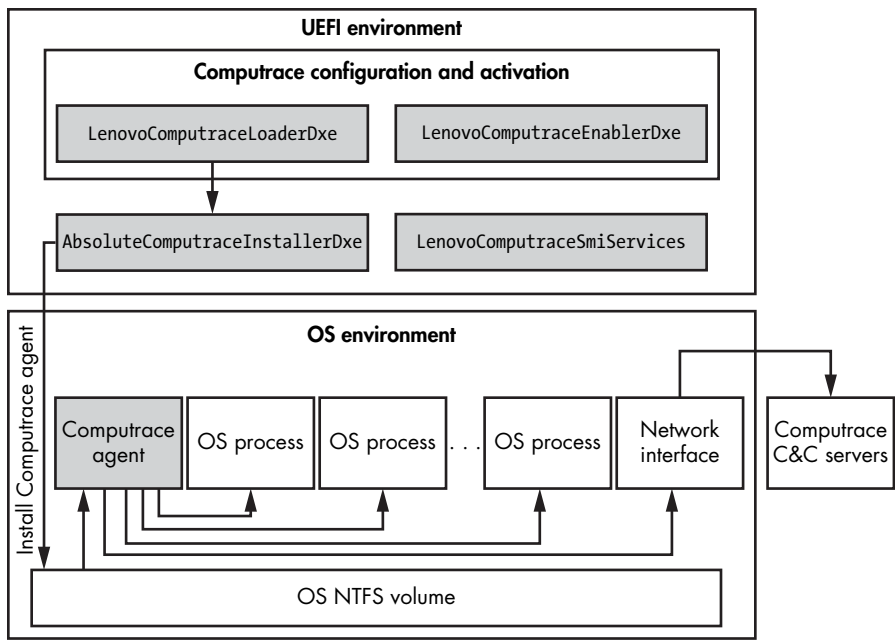 UEFI environment
Computrace configuration and activation
LenovoComputraceLoaderDxe
LenovoComputraceEnablerDxe
AbsoluteComputraceInstallerDxe
LenovoComputraceSmiServices
Install Computrace agent
OS environment
Computrace
agent
OS process
OS process
. . .
OS process
Network
interface
Computrace
C&C servers
OS NTFS volume